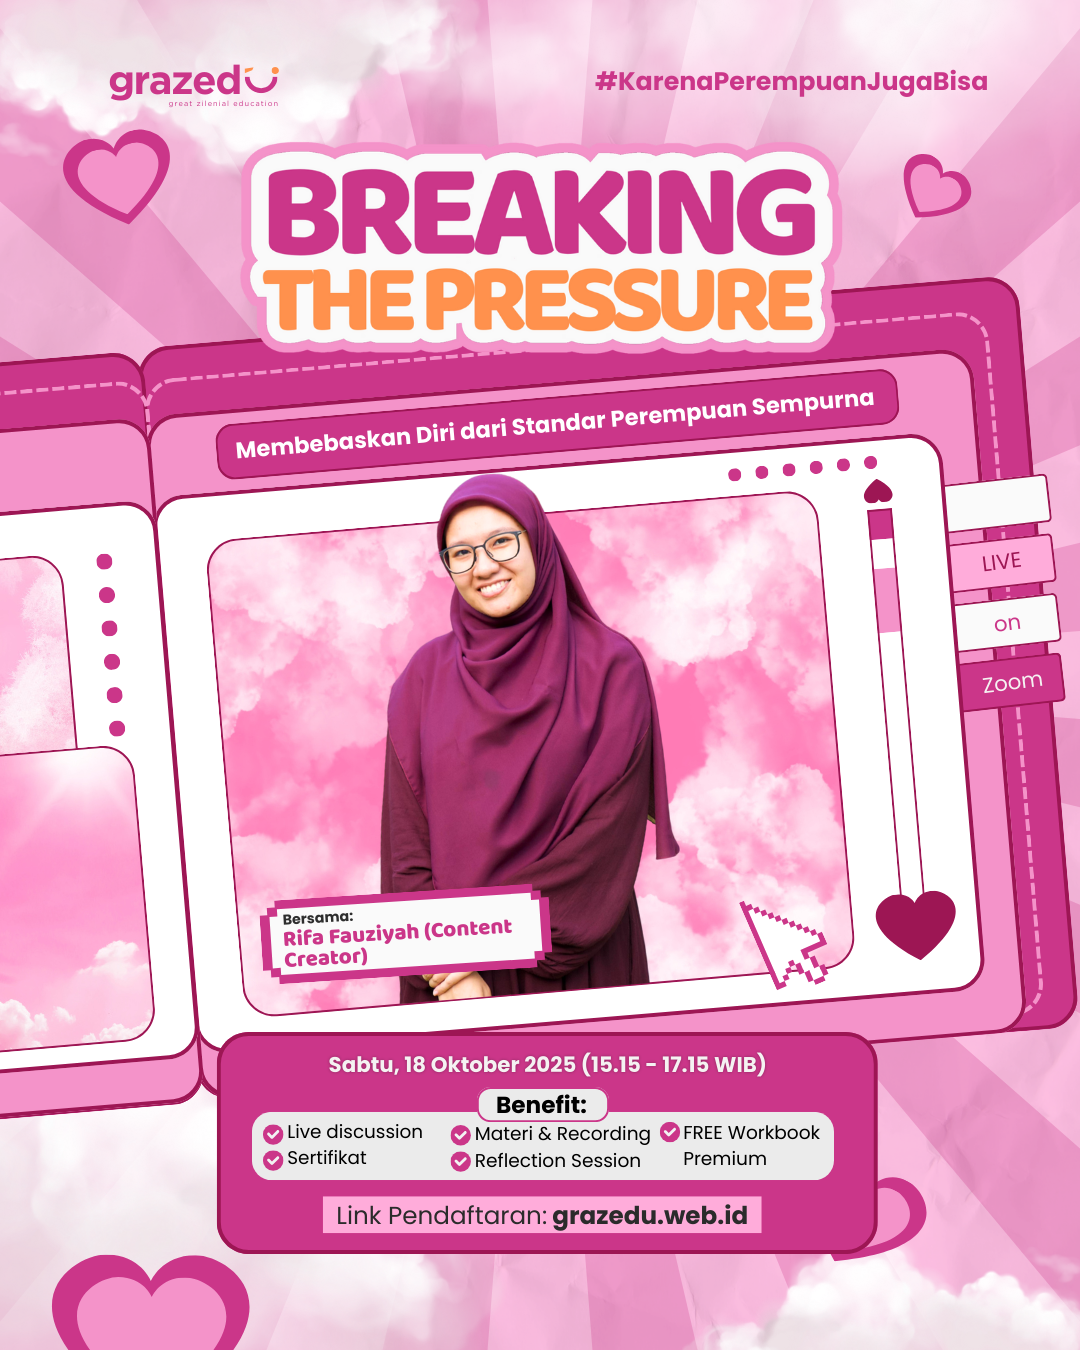 grazedu
great zilenial education
#KarenaPerempuanJugaBisa
BREAKING
THE PRESSURE
Membebaskan Diri dari Standar Perempuan Sempurna
LIVE
on
Zoom
Bersama:
Rifa Fauziyah (Content
Creator)
Sabtu, 18 Oktober 2025 (15.15 - 17.15 WIB)
Benefit:
Live discussion
Sertifikat
Materi & Recording
Reflection Session
FREE Workbook
Premium
Link Pendaftaran: grazedu.web.id